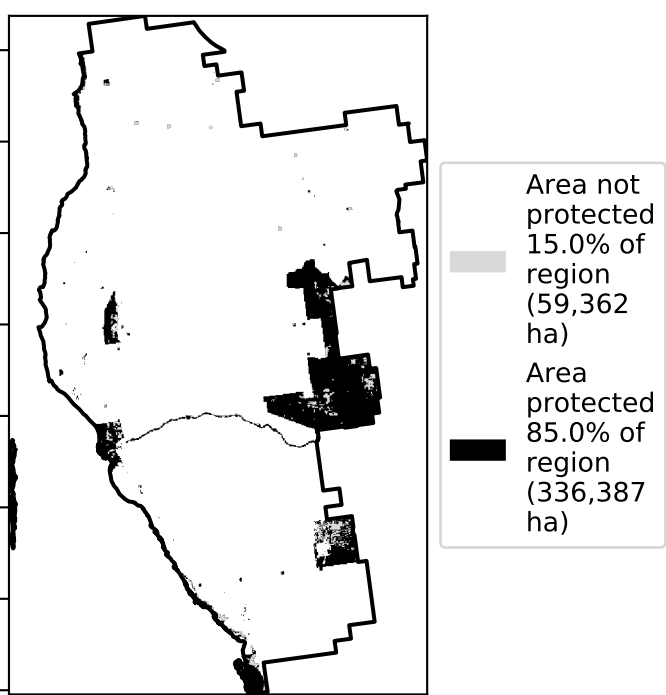 Area not
protected
15.0% of
region
(59,362
ha)
Area
protected
85.0% of
region
(336,387
ha)